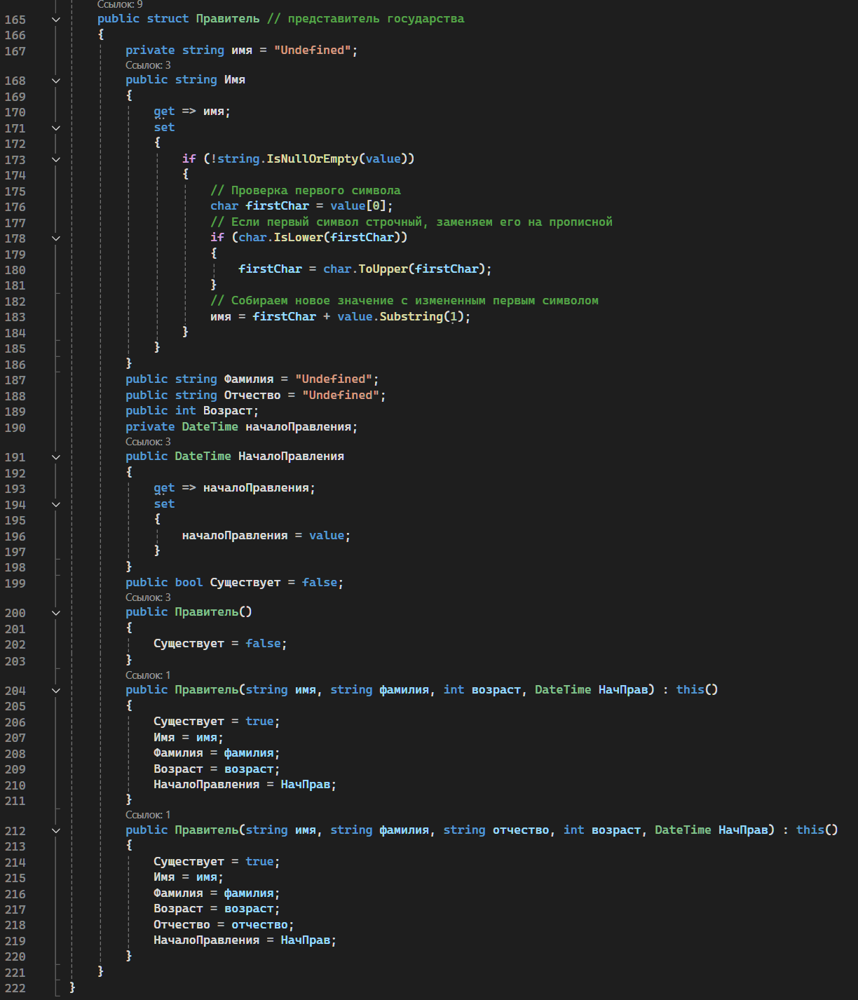 Ссылок: 9
165 public struct Правитель // представитель государства
166 {
167 private string имя = "Undefined";
Ссылок: 3
168 public string Имя
169 {
170 get => имя;
171 set
172 {
173 if (!string.IsNullOrEmpty(value))
174 {
175 // Проверка первого символа
176 char firstChar = value[0];
177 // Если первый символ строчный, заменяем его на прописной
178 if (char.IsLower(firstChar))
179 {
180 firstChar = char.ToUpper(firstChar);
181 }
182 // Собираем новое значение с измененным первым символом
183 имя = firstChar + value.Substring(1);
184 }
185 }
186 }
187 public string Фамилия = "Undefined";
188 public string Отчество = "Undefined";
189 public int Возраст;
190 private DateTime началоПравления;
Ссылок: 3
191 public DateTime НачалоПравления
192 {
193 get => началоПравления;
194 set
195 {
196 началоПравления = value;
197 }
198 }
199 public bool Существует = false;
Ссылок: 3
200 public Правитель()
201 {
202 Существует = false;
203 }
Ссылок: 1
204 public Правитель(string имя, string фамилия, int возраст, DateTime НачПрав) : this()
205 {
206 Существует = true;
207 Имя = имя;
208 Фамилия = фамилия;
209 Возраст = возраст;
210 НачалоПравления = НачПрав;
211 }
Ссылок: 1
212 public Правитель(string имя, string фамилия, string отчество, int возраст, DateTime НачПрав) : this()
213 {
214 Существует = true;
215 Имя = имя;
216 Фамилия = фамилия;
217 Возраст = возраст;
218 Отчество = отчество;
219 НачалоПравления = НачПрав;
220 }
221 }
222 }